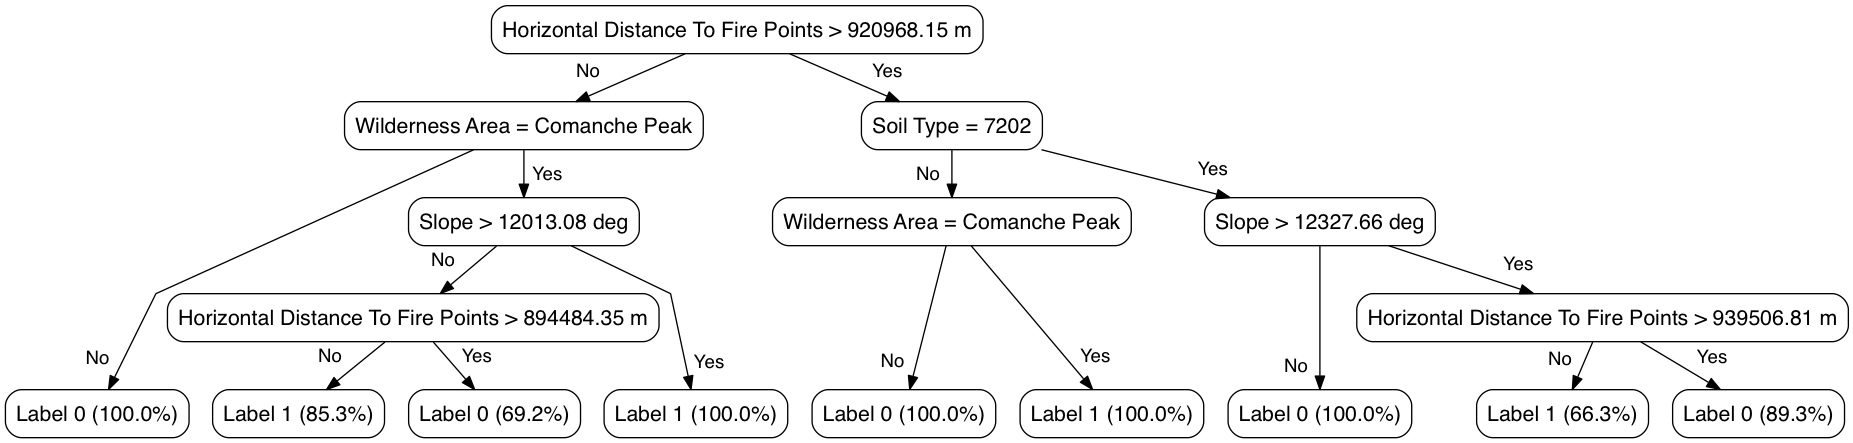 Horizontal Distance To Fire Points > 920968.15 m
No
Yes
Wilderness Area = Comanche Peak
Soil Type = 7202
Yes
No
Yes
Slope > 12013.08 deg
Wilderness Area = Comanche Peak
Slope > 12327.66 deg
No
Yes
Horizontal Distance To Fire Points > 894484.35 m
Horizontal Distance To Fire Points > 939506.81 m
No
No
Yes
Yes
No
Yes
No
No
Yes
Label 0 (100.0%)
Label 1 (85.3%)
Label 0 (69.2%)
Label 1 (100.0%)
Label 0 (100.0%)
Label 1 (100.0%)
Label 0 (100.0%)
Label 1 (66.3%)
Label 0 (89.3%)